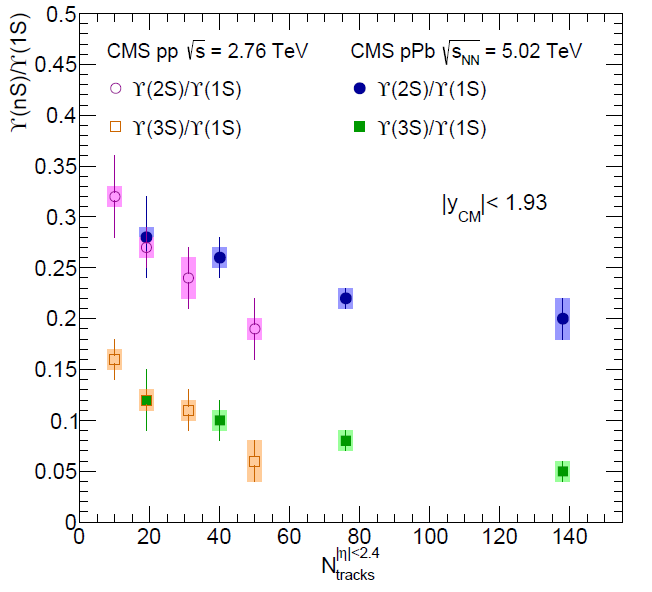 0.5
0.45
0.4
0.35
0.3
0.25
0.2
0.15
0.1
0.05
0
ϒ(nS)/ϒ(1S)
CMS pp √s = 2.76 TeV
ϒ(2S)/ϒ(1S)
ϒ(3S)/ϒ(1S)
CMS pPb √sNN = 5.02 TeV
ϒ(2S)/ϒ(1S)
ϒ(3S)/ϒ(1S)
|yCM|< 1.93
0 20 40 60 80 100 120 140
N|η|<2.4tracks